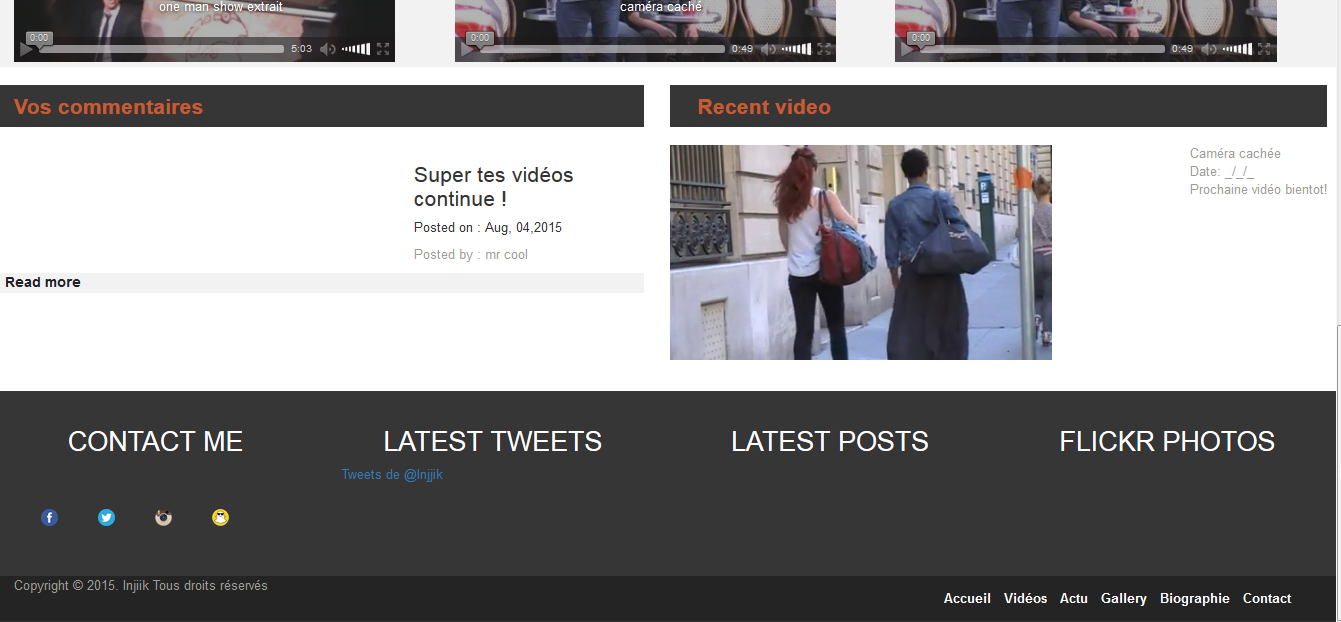 one man show extrait
caméra caché
0:00
5:03
0:00
0:49
0:00
0:49
Vos commentaires
Super tes vidéos
continue !
Posted on : Aug, 04,2015
Posted by : mr cool
Read more
Recent video
Caméra cachée
Date: _/_/_
Prochaine vidéo bientot!
CONTACT ME
LATEST TWEETS
Tweets de @Injjik
LATEST POSTS
FLICKR PHOTOS
Copyright © 2015. Injiik Tous droits réservés
Accueil Vidéos Actu Gallery Biographie Contact